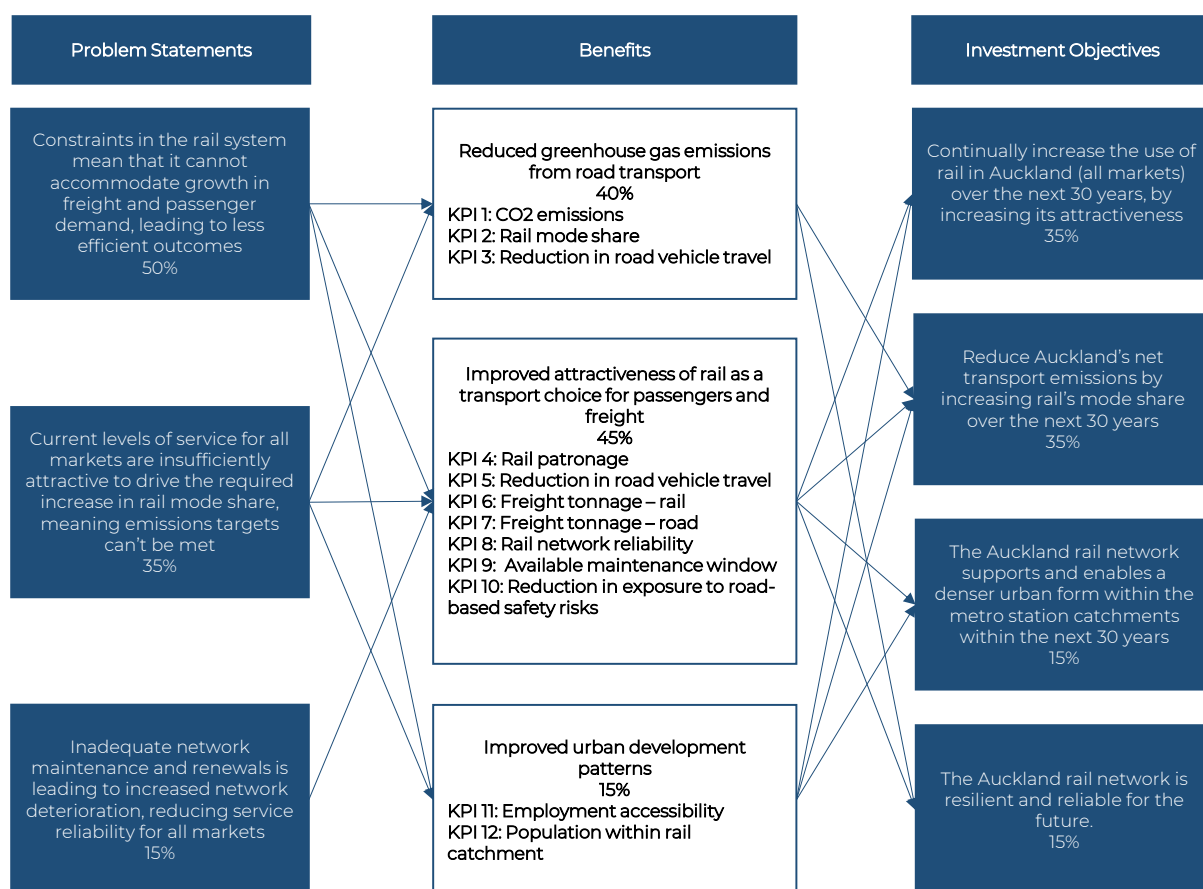 Problem Statements
Benefits
Investment Objectives
Constraints in the rail system
mean that it cannot
accommodate growth in
freight and passenger
demand, leading to less
efficient outcomes
50%
Current levels of service for all
markets are insufficiently
attractive to drive the required
increase in rail mode share,
meaning emissions targets
can't be met
35%
Inadequate network
maintenance and renewals is
leading to increased network
deterioration, reducing service
reliability for all markets
15%
Reduced greenhouse gas emissions
from road transport
40%
KPI 1: CO2 emissions
KPI 2: Rail mode share
KPI 3: Reduction in road vehicle travel
Improved attractiveness of rail as a
transport choice for passengers and
freight
45%
KPI 4: Rail patronage
KPI 5: Reduction in road vehicle travel
KPI 6: Freight tonnage – rail
KPI 7: Freight tonnage – road
KPI 8: Rail network reliability
KPI 9:  Available maintenance window
KPI 10: Reduction in exposure to road-
based safety risks
Improved urban development
patterns
15%
KPI 11: Employment accessibility
KPI 12: Population within rail
catchment
Continually increase the use of
rail in Auckland (all markets)
over the next 30 years, by
increasing its attractiveness
35%
Reduce Auckland's net
transport emissions by
increasing rail's mode share
over the next 30 years
35%
The Auckland rail network
supports and enables a
denser urban form within the
metro station catchments
within the next 30 years
15%
The Auckland rail network is
resilient and reliable for the
future.
15%